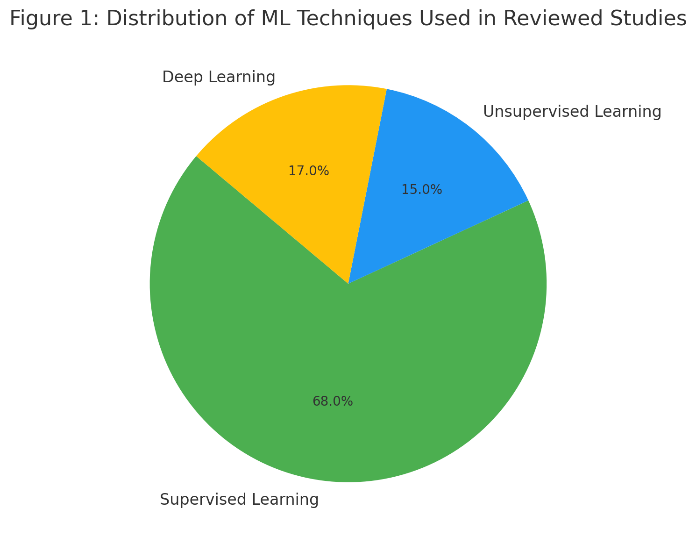 Figure 1: Distribution of ML Techniques Used in Reviewed Studies
Deep Learning
Unsupervised Learning
17.0%
15.0%
68.0%
Supervised Learning